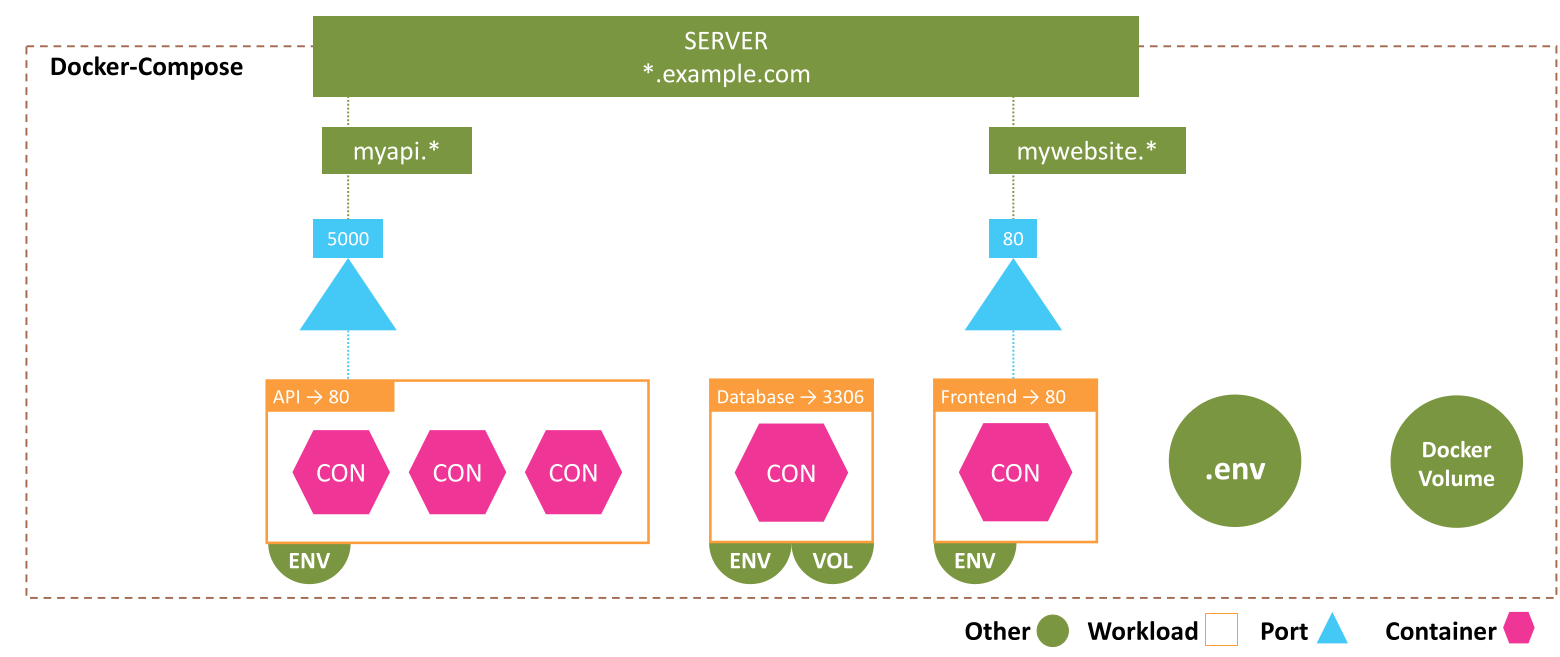 SERVER
*.example.com
Docker-Compose
myapi.*
mywebsite.*
5000
80
API → 80
Database → 3306
Frontend → 80
CON
CON
CON
CON
CON
.env
Docker
Volume
ENV
ENV
VOL
ENV
Other
Workload
Port
Container